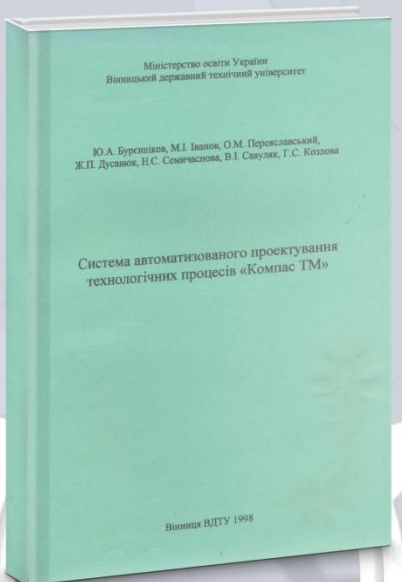 Міністерство освіти України
Вінницький державний технічний університет
Ю.А. Бурєнніков, М.І. Іванов, О.М. Переяславський,
Ж.П. Дусанюк, Н.С. Семичаснова, В.І. Савуляк, Г.С. Козлова
Система автоматизованого проектування
технологічних процесів «Компас ТМ»
Вінниця ВДТУ 1998